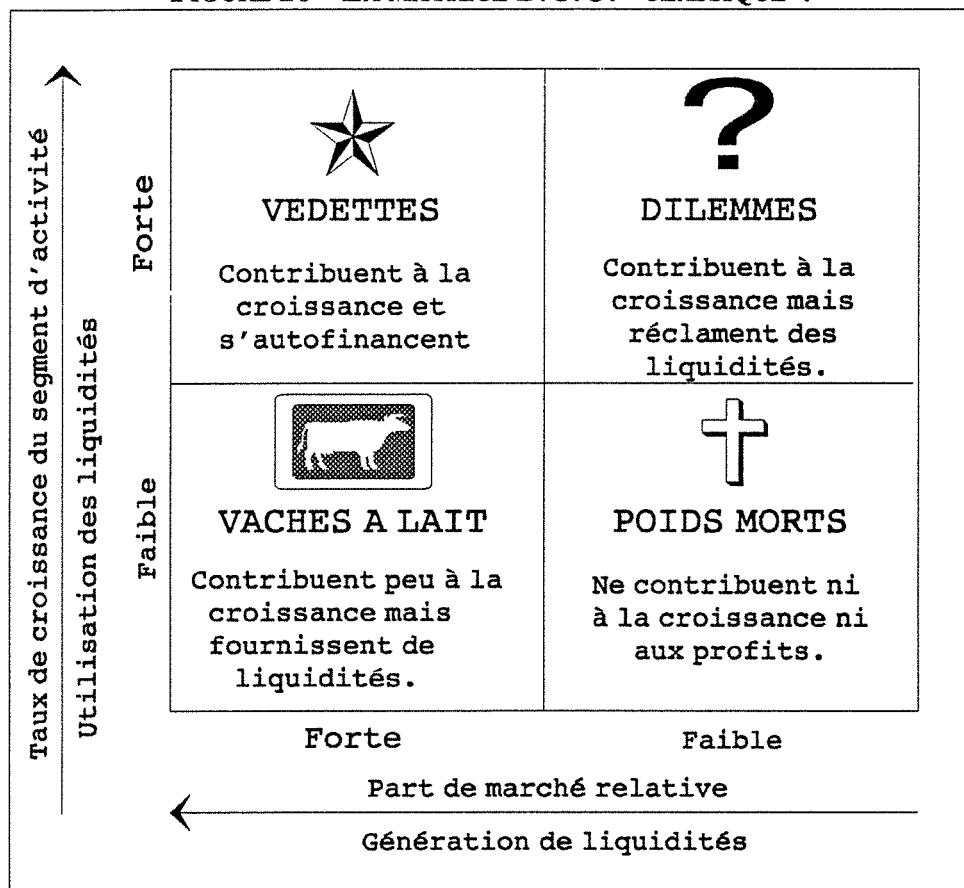 Taux de croissance du segment d'activité
Utilisation des liquidités
Forte
VEDETTES
Contribuent à la
croissance et
s'autofinancent
?
DILEMMES
Contribuent à la
croissance mais
réclament des
liquidités.
Faible
VACHES A LAIT
Contribuent peu à la
croissance mais
fournissent de
liquidités.
POIDS MORTS
Ne contribuent ni
à la croissance ni
aux profits.
Forte
Faible
Part de marché relative
Génération de liquidités